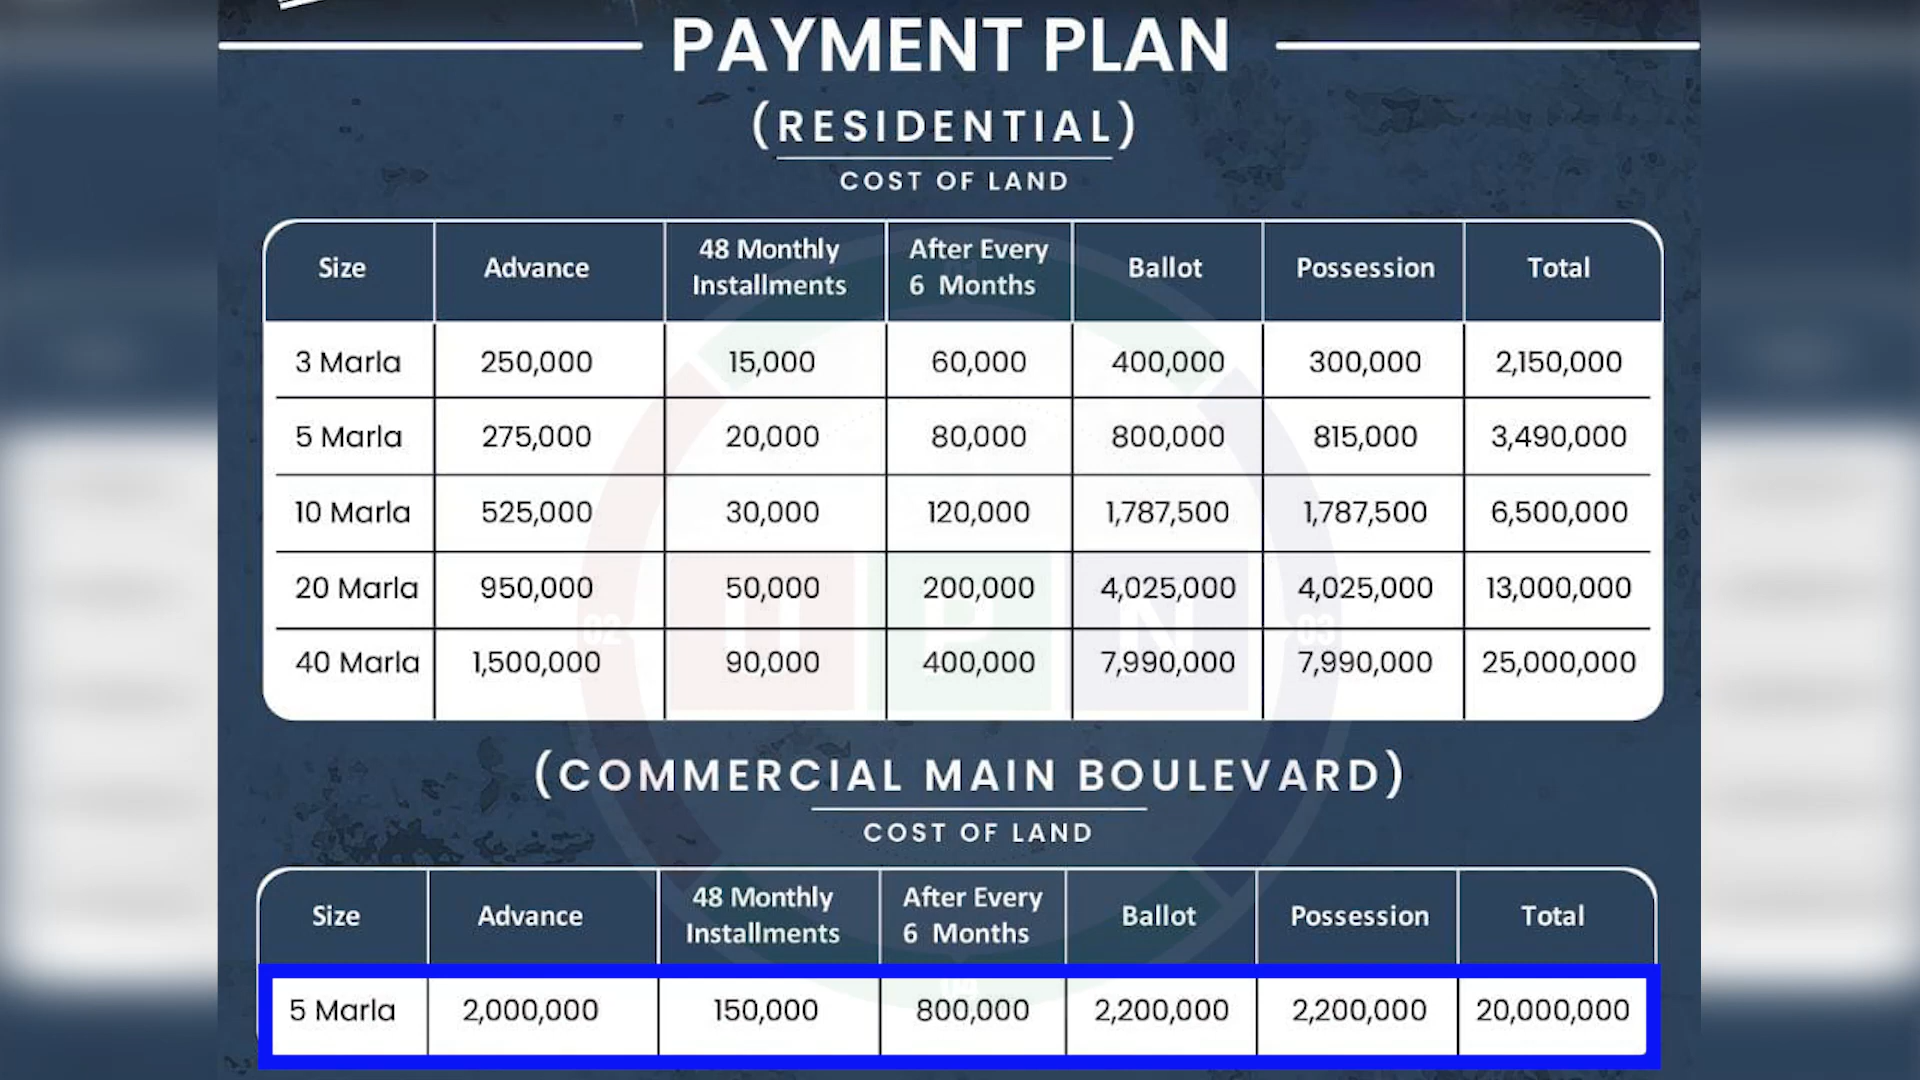 PAYMENT PLAN
(RESIDENTIAL)
COST OF LAND
Size Advance 48 Monthly Installments After Every 6 Months Ballot Possession Total
3 Marla 250,000 15,000 60,000 400,000 300,000 2,150,000
5 Marla 275,000 20,000 80,000 800,000 815,000 3,490,000
10 Marla 525,000 30,000 120,000 1,787,500 1,787,500 6,500,000
20 Marla 950,000 50,000 200,000 4,025,000 4,025,000 13,000,000
02 03
40 Marla 1,500,000 90,000 400,000 7,990,000 7,990,000 25,000,000
(COMMERCIAL MAIN BOULEVARD)
COST OF LAND
Size Advance 48 Monthly Installments After Every 6 Months Ballot Possession Total
5 Marla 2,000,000 150,000 800,000 2,200,000 2,200,000 20,000,000